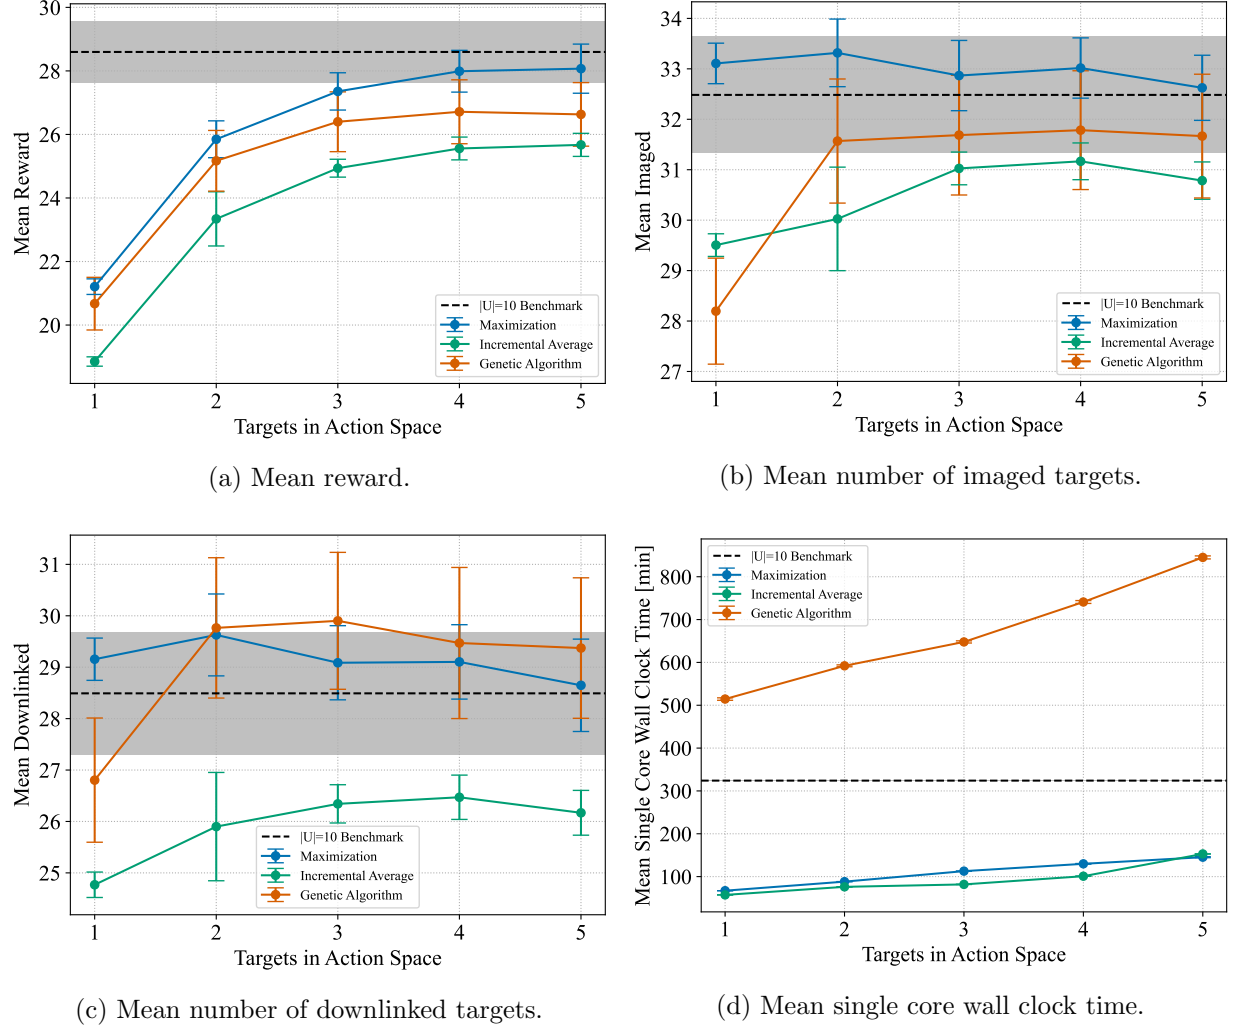 30
28
26
24
22
20
Mean Reward
|U|=10 Benchmark
Maximization
Incremental Average
Genetic Algorithm
1 2 3 4 5
Targets in Action Space
(a) Mean reward.
34
33
32
31
30
29
28
27
Mean Imaged
|U|=10 Benchmark
Maximization
Incremental Average
Genetic Algorithm
1 2 3 4 5
Targets in Action Space
(b) Mean number of imaged targets.
31
30
29
28
27
26
25
Mean Downlinked
|U|=10 Benchmark
Maximization
Incremental Average
Genetic Algorithm
1 2 3 4 5
Targets in Action Space
(c) Mean number of downlinked targets.
800
700
600
500
400
300
200
100
Mean Single Core Wall Clock Time [min]
|U|=10 Benchmark
Maximization
Incremental Average
Genetic Algorithm
1 2 3 4 5
Targets in Action Space
(d) Mean single core wall clock time.